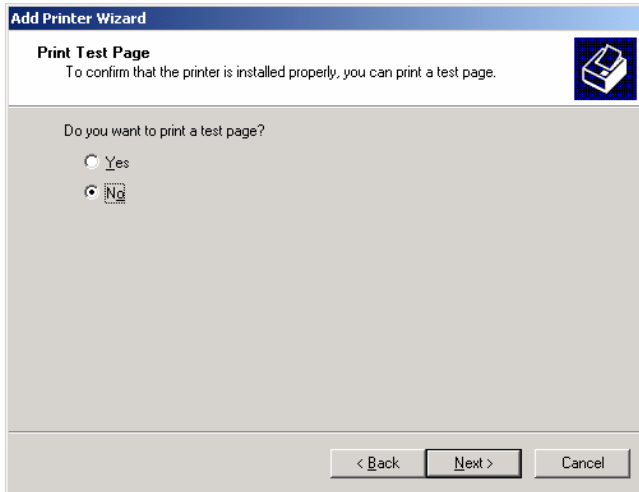 Add Printer Wizard
Print Test Page
To confirm that the printer is installed properly, you can print a test page.
Do you want to print a test page?
Yes
No
< Back
Next >
Cancel